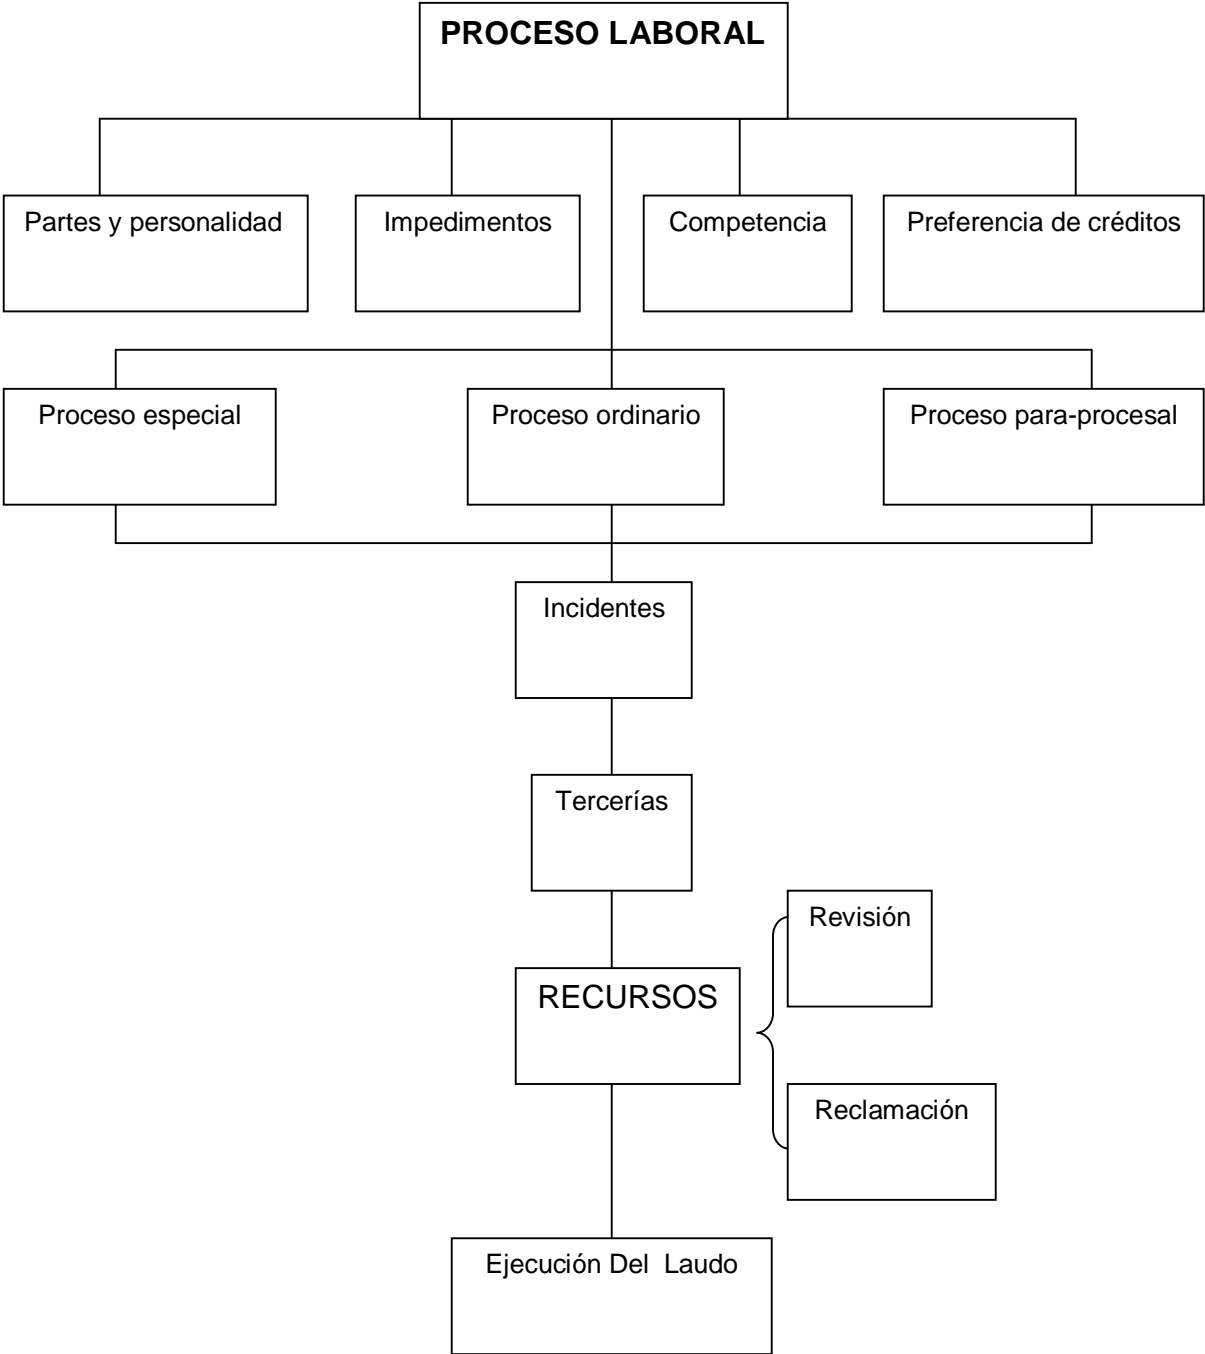 PROCESO LABORAL
Partes y personalidad
Impedimentos
Competencia
Preferencia de créditos
Proceso especial
Proceso ordinario
Proceso para-procesal
Incidentes
Tercerías
Revisión
RECURSOS
Reclamación
Ejecución Del  Laudo